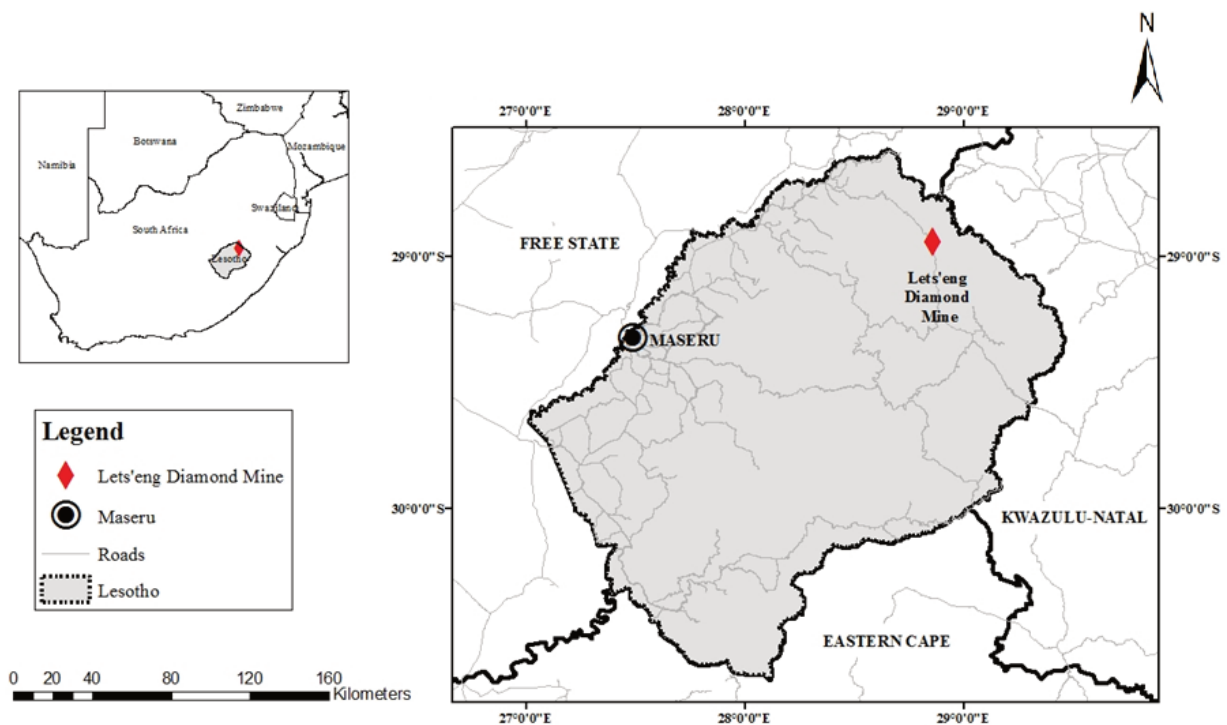 N
Zimbabwe
Botswana
Mozambique
Namibia
Swaziland
South Africa
Lesotho
27°0'0"E 28°0'0"E 29°0'0"E
FREE STATE
29°0'0"S 29°0'0"S
Lets'eng
Diamond
Mine
MASERU
30°0'0"S 30°0'0"S
KWAZULU-NATAL
EASTERN CAPE
27°0'0"E 28°0'0"E 29°0'0"E
Legend
Lets'eng Diamond Mine
Maseru
Roads
Lesotho
0 20 40 80 120 160
Kilometers